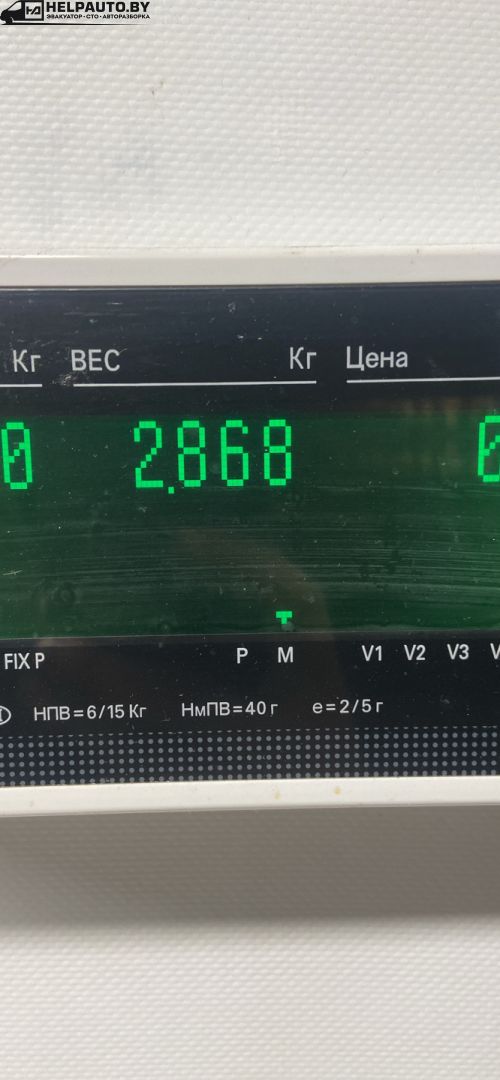 HELPAUTO.BY
ЭВАКУАТОР • СТО • АВТОРАЗБОРКА
Кг ВЕС Кг Цена
0 2.868 0
FIX P P M V1 V2 V3 V
НПВ=6/15 Кг НмПВ=40 г e=2/5 г